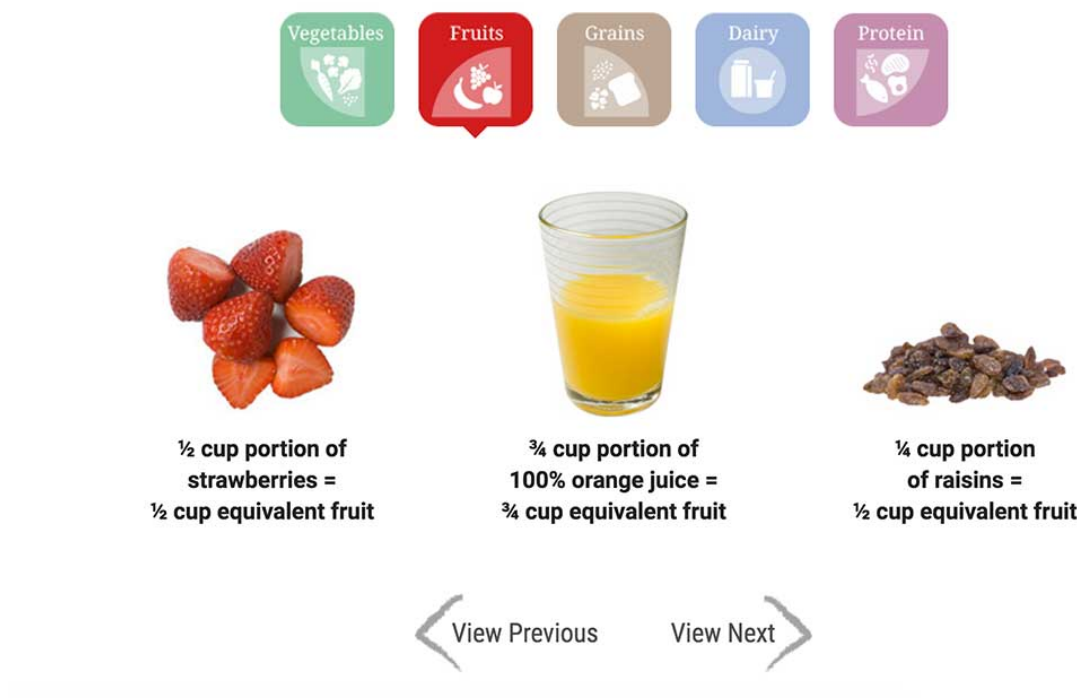 Vegetables
Fruits
Grains
Dairy
Protein
½ cup portion of
strawberries =
½ cup equivalent fruit
¾ cup portion of
100% orange juice =
¾ cup equivalent fruit
¼ cup portion
of raisins =
½ cup equivalent fruit
View Previous
View Next